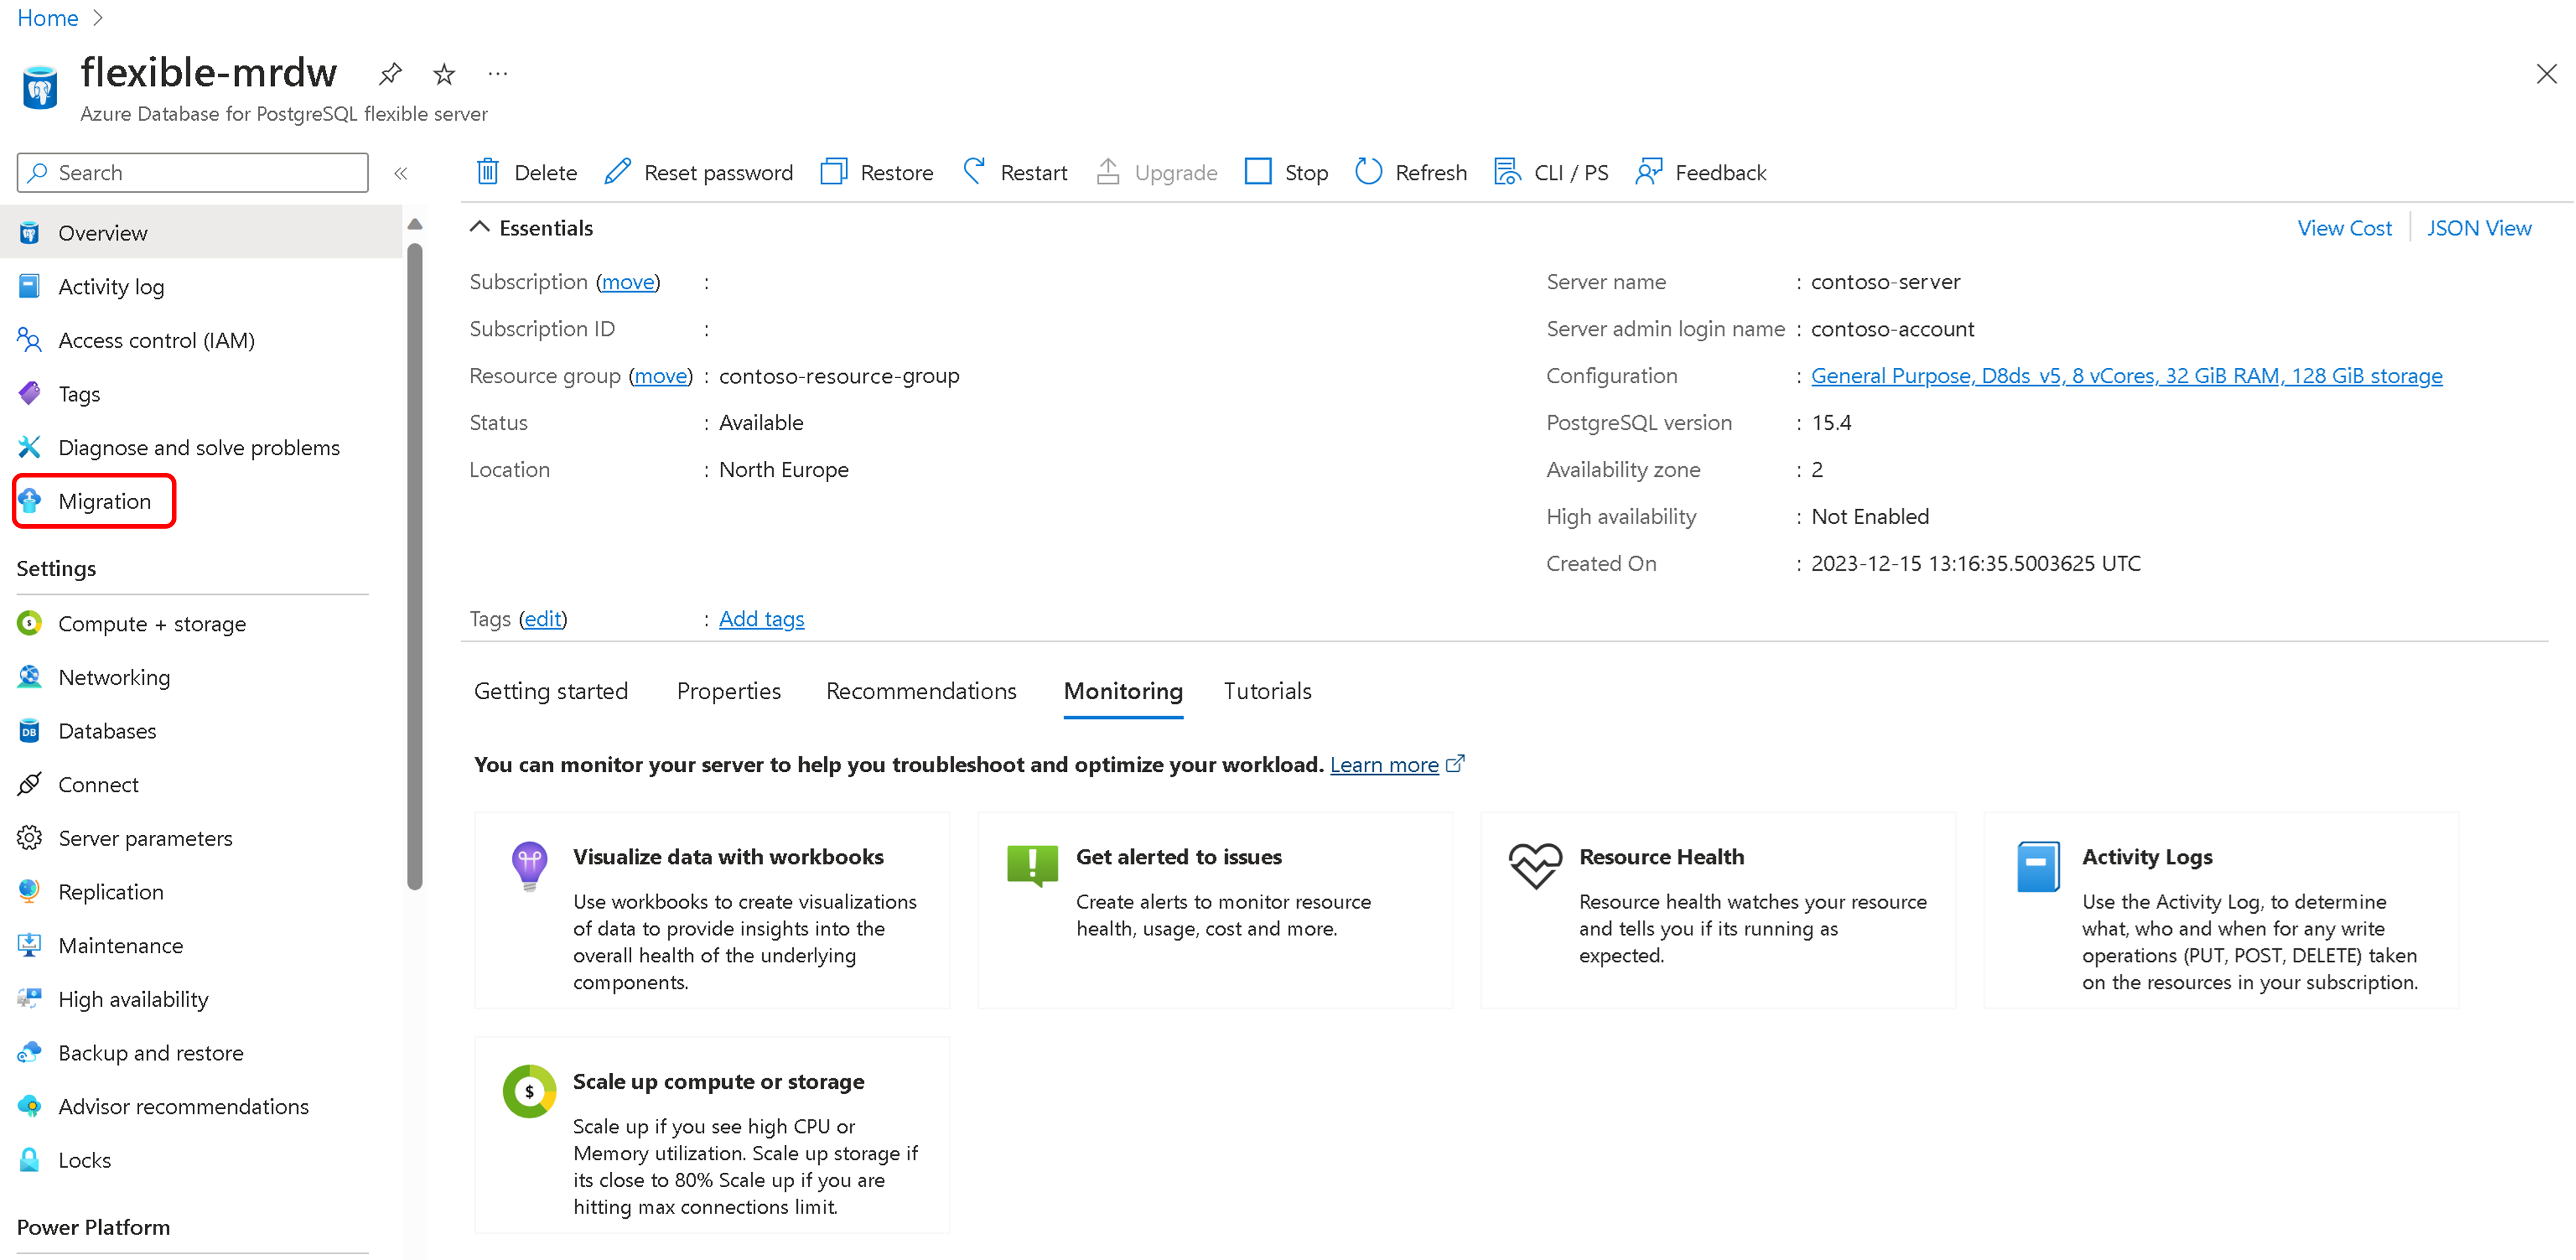 Home
flexible-mrdw
Azure Database for PostgreSQL flexible server
Search
Overview
Activity log
Access control (IAM)
Tags
Diagnose and solve problems
Migration
Settings
Compute + storage
Networking
Databases
Connect
Server parameters
Replication
Maintenance
High availability
Backup and restore
Advisor recommendations
Locks
Power Platform
Delete Reset password Restore Restart Upgrade Stop Refresh CLI / PS Feedback
Essentials
View Cost JSON View
Subscription (move) :
Subscription ID :
Resource group (move) : contoso-resource-group
Status : Available
Location : North Europe
Server name : contoso-server
Server admin login name : contoso-account
Configuration : General Purpose, D8ds_v5, 8 vCores, 32 GiB RAM, 128 GiB storage
PostgreSQL version : 15.4
Availability zone : 2
High availability : Not Enabled
Created On : 2023-12-15 13:16:35.5003625 UTC
Tags (edit) : Add tags
Getting started Properties Recommendations Monitoring Tutorials
You can monitor your server to help you troubleshoot and optimize your workload. Learn more
Visualize data with workbooks
Use workbooks to create visualizations
of data to provide insights into the
overall health of the underlying
components.
Get alerted to issues
Create alerts to monitor resource
health, usage, cost and more.
Resource Health
Resource health watches your resource
and tells you if its running as
expected.
Activity Logs
Use the Activity Log, to determine
what, who and when for any write
operations (PUT, POST, DELETE) taken
on the resources in your subscription.
Scale up compute or storage
Scale up if you see high CPU or
Memory utilization. Scale up storage if
its close to 80% Scale up if you are
hitting max connections limit.